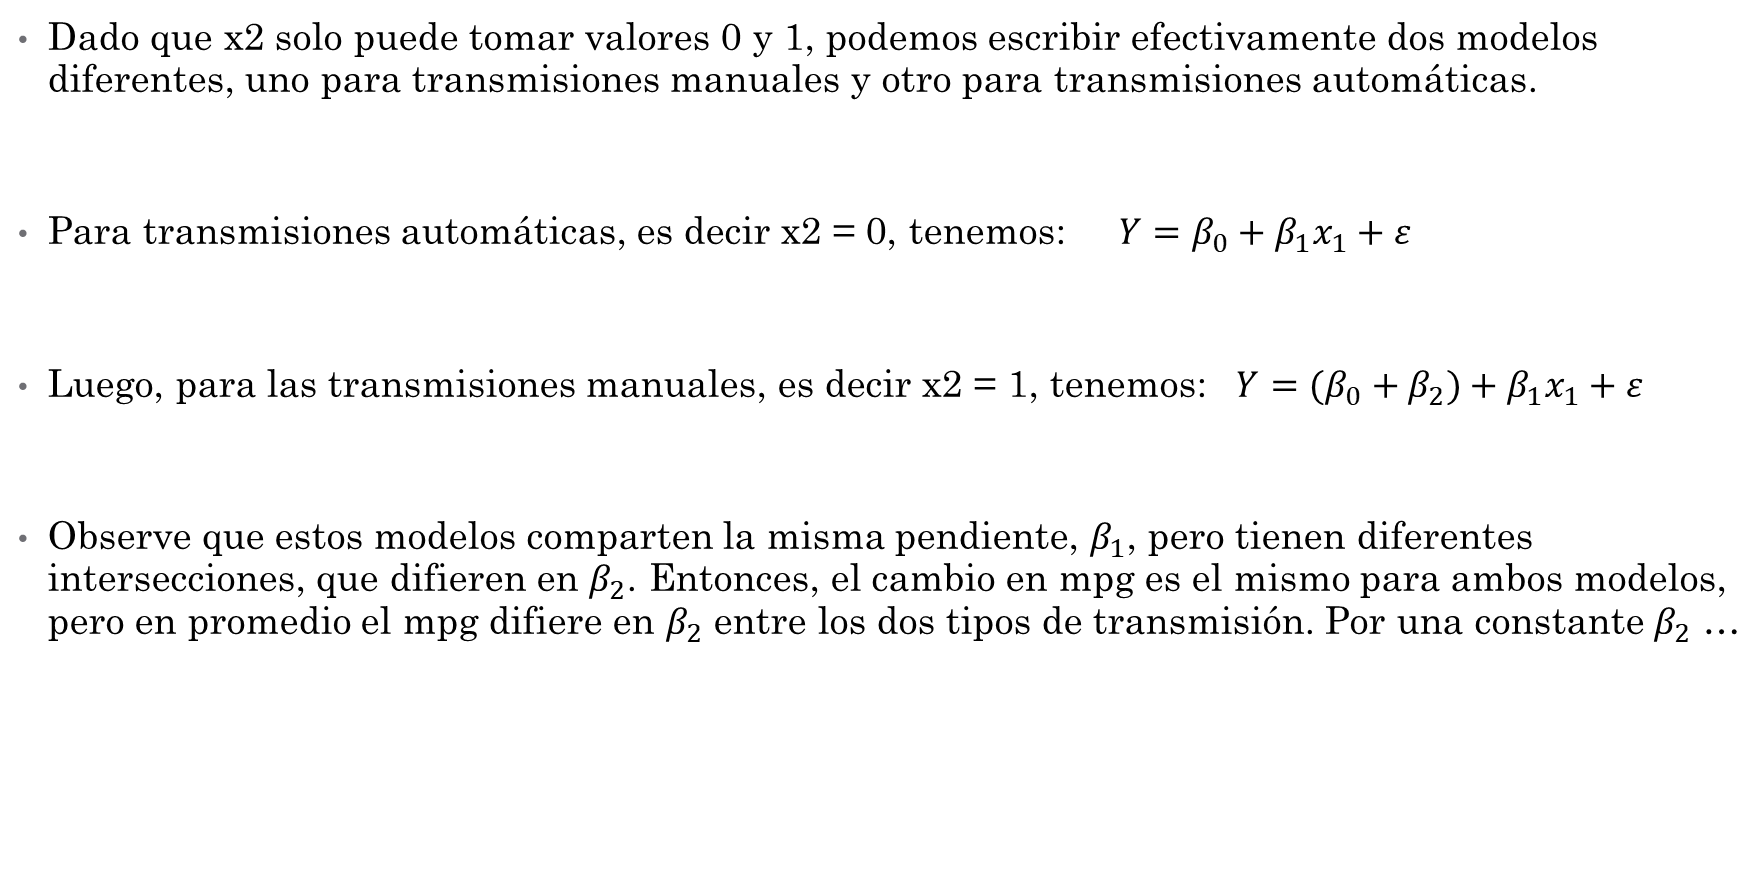 • Dado que x2 solo puede tomar valores 0 y 1, podemos escribir efectivamente dos modelos
diferentes, uno para transmisiones manuales y otro para transmisiones automáticas.
• Para transmisiones automáticas, es decir x2 = 0, tenemos: Y = β₀ + β₁x₁ + ε
• Luego, para las transmisiones manuales, es decir x2 = 1, tenemos: Y = (β₀ + β₂) + β₁x₁ + ε
• Observe que estos modelos comparten la misma pendiente, β₁, pero tienen diferentes
intersecciones, que difieren en β₂. Entonces, el cambio en mpg es el mismo para ambos modelos,
pero en promedio el mpg difiere en β₂ entre los dos tipos de transmisión. Por una constante β₂ …